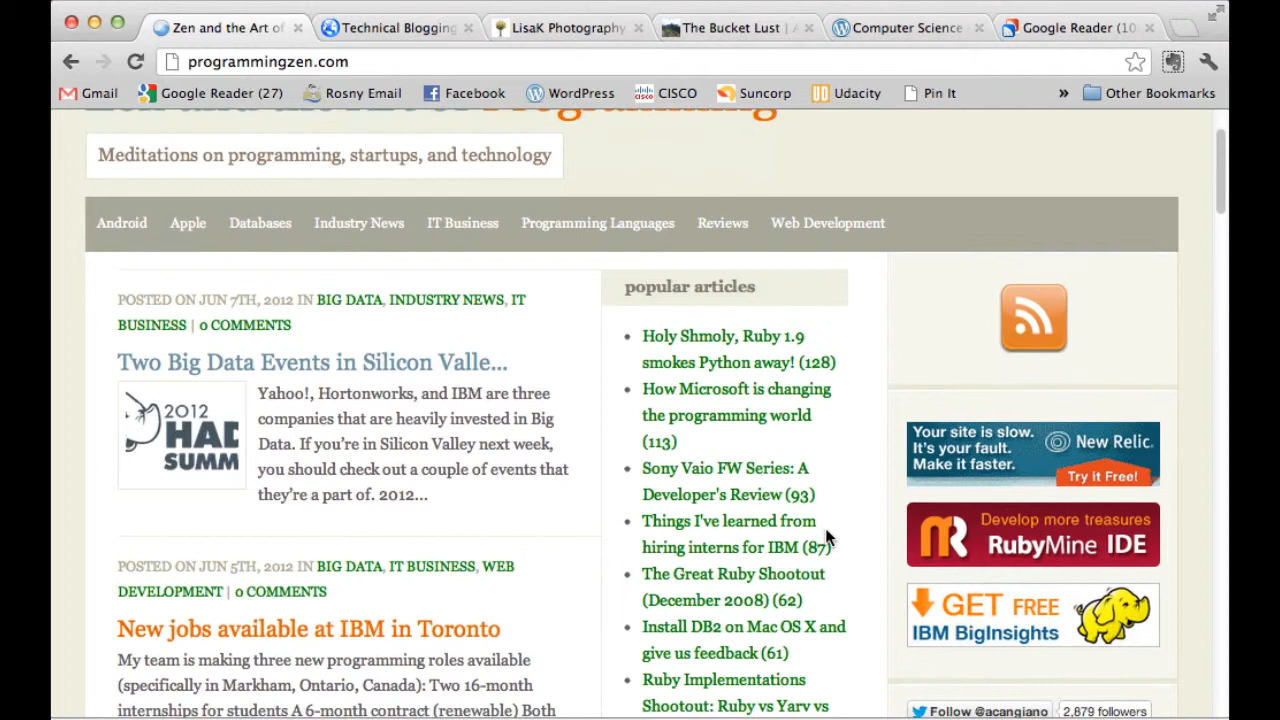 Zen and the Art of
Technical Blogging
LisaK Photography
The Bucket Lust | A
Computer Science
Google Reader (10
programmingzen.com
Gmail
Google Reader (27)
Rosny Email
Facebook
WordPress
CISCO
Suncorp
Udacity
Pin It
»
Other Bookmarks
Zen and the Art of Programming
Meditations on programming, startups, and technology
Android
Apple
Databases
Industry News
IT Business
Programming Languages
Reviews
Web Development
POSTED ON JUN 7TH, 2012 IN BIG DATA, INDUSTRY NEWS, IT
BUSINESS | 0 COMMENTS
Two Big Data Events in Silicon Valle...
2012
HAD
SUMM
Yahoo!, Hortonworks, and IBM are three
companies that are heavily invested in Big
Data. If you're in Silicon Valley next week,
you should check out a couple of events that
they're a part of. 2012...
POSTED ON JUN 5TH, 2012 IN BIG DATA, IT BUSINESS, WEB
DEVELOPMENT | 0 COMMENTS
New jobs available at IBM in Toronto
My team is making three new programming roles available
(specifically in Markham, Ontario, Canada): Two 16-month
internships for students A 6-month contract (renewable) Both
popular articles
Holy Shmoly, Ruby 1.9
smokes Python away! (128)
How Microsoft is changing
the programming world
(113)
Sony Vaio FW Series: A
Developer's Review (93)
Things I've learned from
hiring interns for IBM (87)
The Great Ruby Shootout
(December 2008) (62)
Install DB2 on Mac OS X and
give us feedback (61)
Ruby Implementations
Shootout: Ruby vs Yarv vs
Your site is slow.
It's your fault.
Make it faster.
New Relic.
Try it Free!
Develop more treasures
RubyMine IDE
GET FREE
IBM BigInsights
Follow @acangiano
2,879 followers